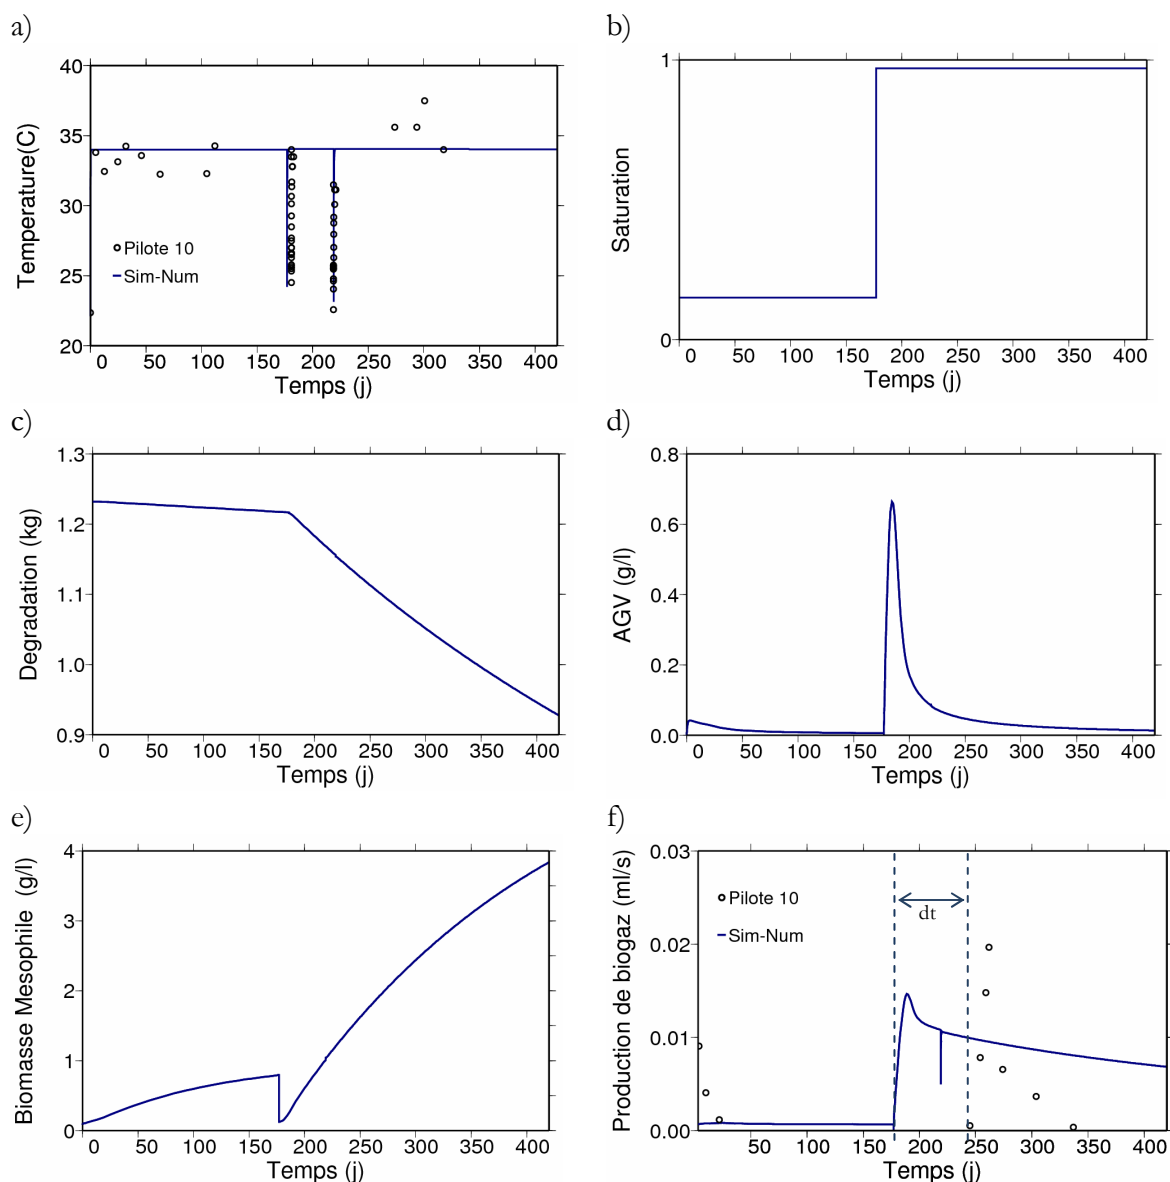 a)
40
35
30
25
20
Temperature(C)
Pilote 10
Sim-Num
0 50 100 150 200 250 300 350 400
Temps (j)
b)
1
0
Saturation
50 100 150 200 250 300 350 400
Temps (j)
c)
1.3
1.2
1.1
1.0
0.9
Degradation (kg)
0 50 100 150 200 250 300 350 400
Temps (j)
d)
0.8
0.6
0.4
0.2
0.0
AGV (g/l)
0 50 100 150 200 250 300 350 400
Temps (j)
e)
4
3
2
1
0
Biomasse Mesophile (g/l)
0 50 100 150 200 250 300 350 400
Temps (j)
f)
0.03
0.02
0.01
0.00
Production de biogaz (ml/s)
Pilote 10
Sim-Num
dt
50 100 150 200 250 300 350 400
Temps (j)